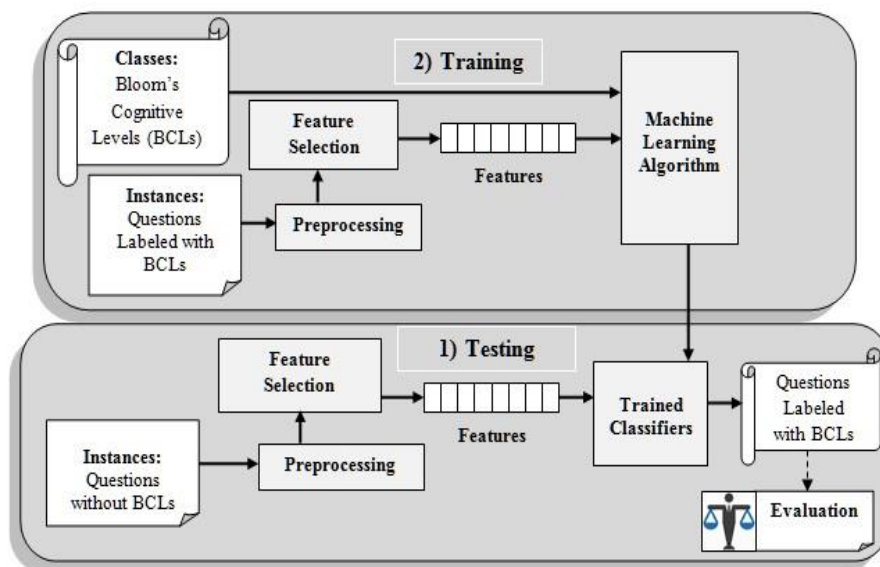 Classes:
Bloom's
Cognitive
Levels (BCLs)
2) Training
Feature
Selection
Features
Machine
Learning
Algorithm
Instances:
Questions
Labeled with
BCLs
Preprocessing
1) Testing
Feature
Selection
Features
Trained
Classifiers
Questions
Labeled
with BCLs
Instances:
Questions
without BCLs
Preprocessing
Evaluation